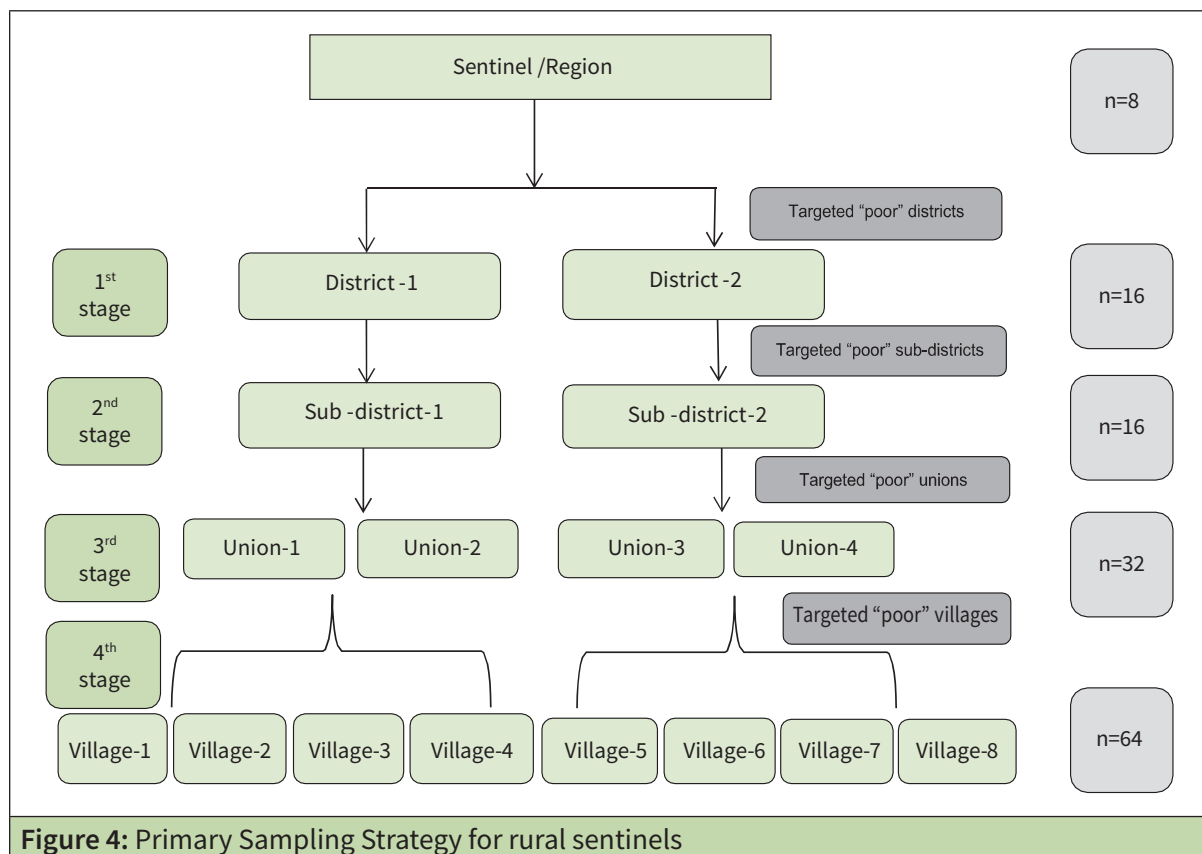 Sentinel /Region
n=8
Targeted “poor” districts
1st
stage
District -1
District -2
n=16
Targeted “poor” sub-districts
2nd
stage
Sub -district-1
Sub -district-2
n=16
Targeted “poor” unions
3rd
stage
Union-1
Union-2
Union-3
Union-4
n=32
Targeted “poor” villages
4th
stage
Village-1
Village-2
Village-3
Village-4
Village-5
Village-6
Village-7
Village-8
n=64
Figure 4: Primary Sampling Strategy for rural sentinels